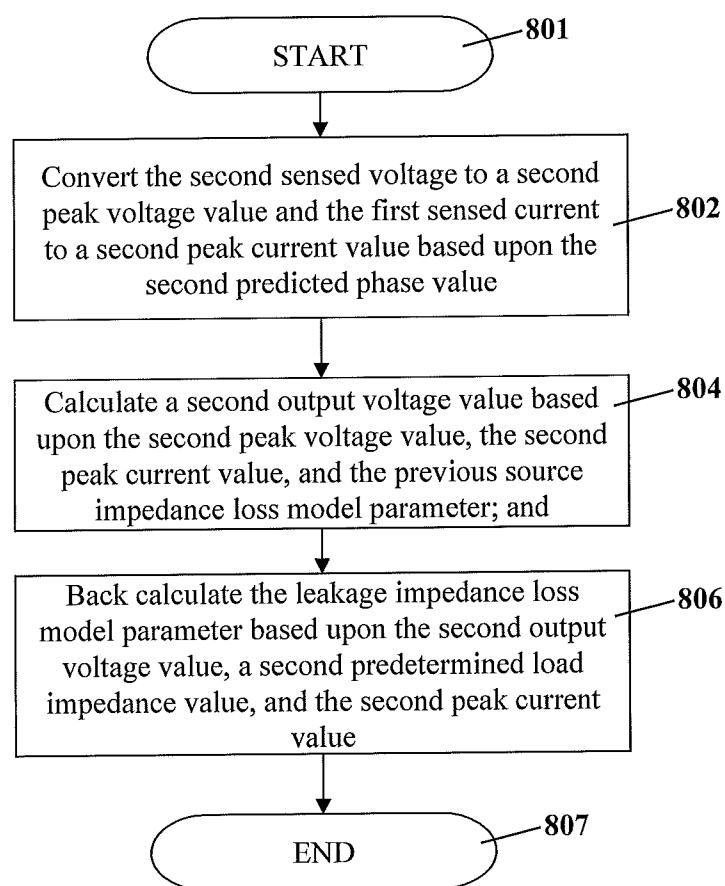 801
START
Convert the second sensed voltage to a second
peak voltage value and the first sensed current
to a second peak current value based upon the
second predicted phase value
802
Calculate a second output voltage value based
upon the second peak voltage value, the second
peak current value, and the previous source
impedance loss model parameter; and
804
Back calculate the leakage impedance loss
model parameter based upon the second output
voltage value, a second predetermined load
impedance value, and the second peak current
value
806
END
807